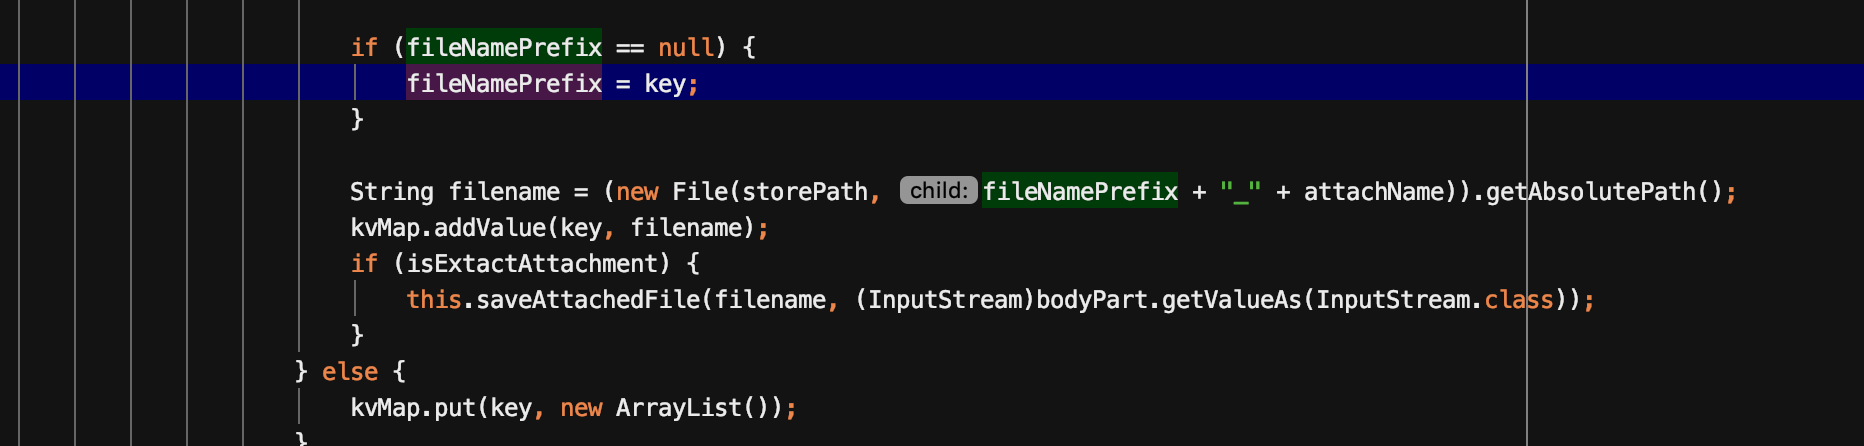 if (fileNamePrefix == null) {
fileNamePrefix = key;
}
String filename = (new File(storePath, child: fileNamePrefix + "_" + attachName)).getAbsolutePath();
kvMap.addValue(key, filename);
if (isExtactAttachment) {
this.saveAttachedFile(filename, (InputStream)bodyPart.getValueAs(InputStream.class));
}
} else {
kvMap.put(key, new ArrayList());
}